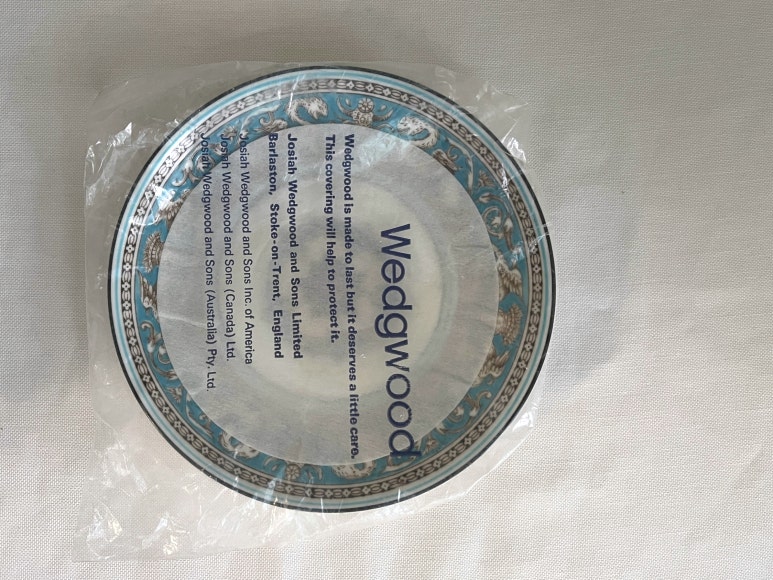 Wedgwood
Wedgwood is made to last but it deserves a little care.
This covering will help to protect it.
Josiah Wedgwood and Sons Limited
Barlaston, Stoke-on-Trent, England
Josiah Wedgwood and Sons Inc. of America
Josiah Wedgwood and Sons (Canada) Ltd.
Josiah Wedgwood and Sons (Australia) Pty. Ltd.